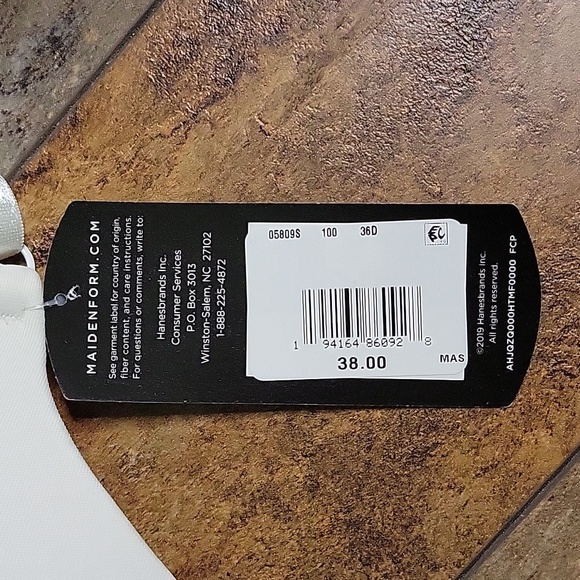 MAIDENFORM.COM
See garment label for country of origin,
fiber content, and care instructions.
For questions or comments, write to:
Hanesbrands Inc.
Consumer Services
P.O. Box 3013
Winston-Salem, NC 27102
1-888-225-4872
05809S 100 36D
1 94164 86092 8
38.00
MAS
©2019 Hanesbrands Inc.
All rights reserved.
AHJQZQ000HTMF0000 FCP